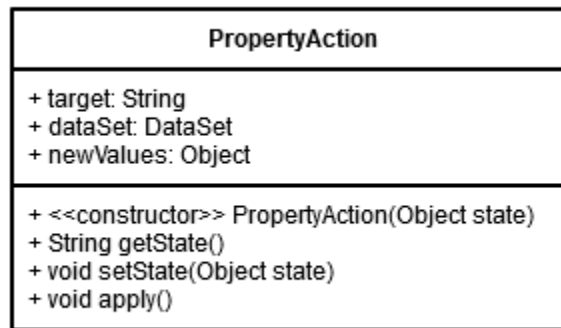 PropertyAction
+ target: String
+ dataSet: DataSet
+ newValues: Object
+ <<constructor>> PropertyAction(Object state)
+ String getState()
+ void setState(Object state)
+ void apply()